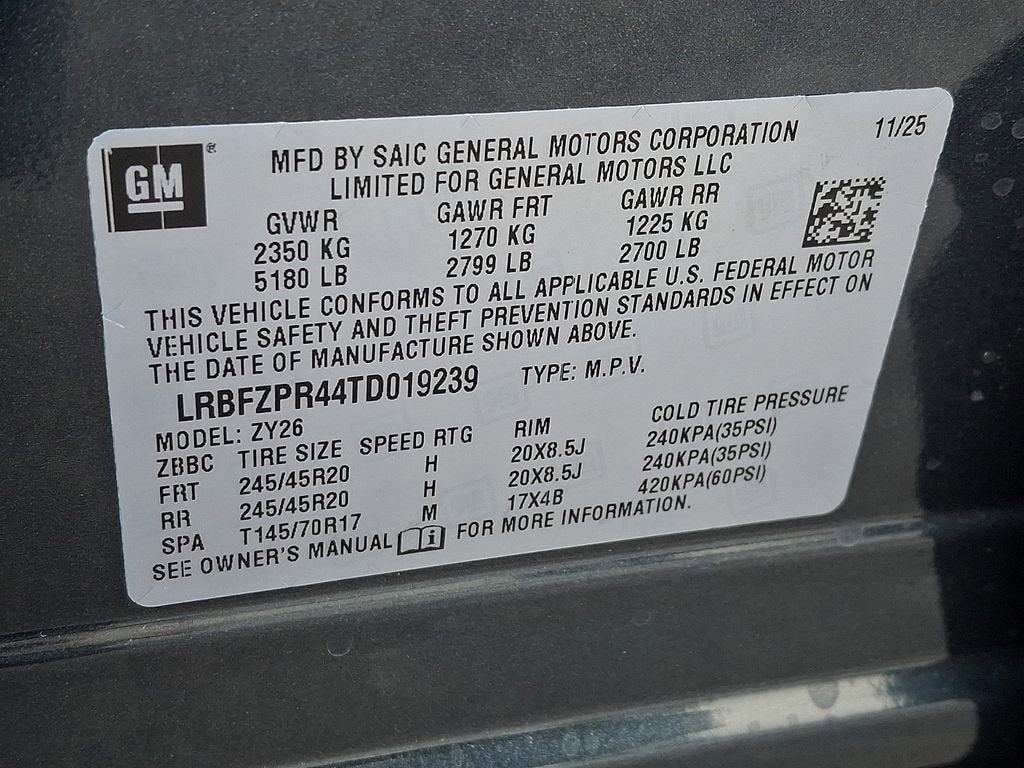 GM ®
MFD BY SAIC GENERAL MOTORS CORPORATION 11/25
LIMITED FOR GENERAL MOTORS LLC
GVWR GAWR FRT GAWR RR
2350 KG 1270 KG 1225 KG
5180 LB 2799 LB 2700 LB
THIS VEHICLE CONFORMS TO ALL APPLICABLE U.S. FEDERAL MOTOR
VEHICLE SAFETY AND THEFT PREVENTION STANDARDS IN EFFECT ON
THE DATE OF MANUFACTURE SHOWN ABOVE.
LRBFZPR44TD019239 TYPE: M.P.V.
MODEL: ZY26
ZBBC TIRE SIZE SPEED RTG RIM COLD TIRE PRESSURE
FRT 245/45R20 H 20X8.5J 240KPA(35PSI)
RR 245/45R20 H 20X8.5J 240KPA(35PSI)
SPA T145/70R17 M 17X4B 420KPA(60PSI)
SEE OWNER'S MANUAL i FOR MORE INFORMATION.